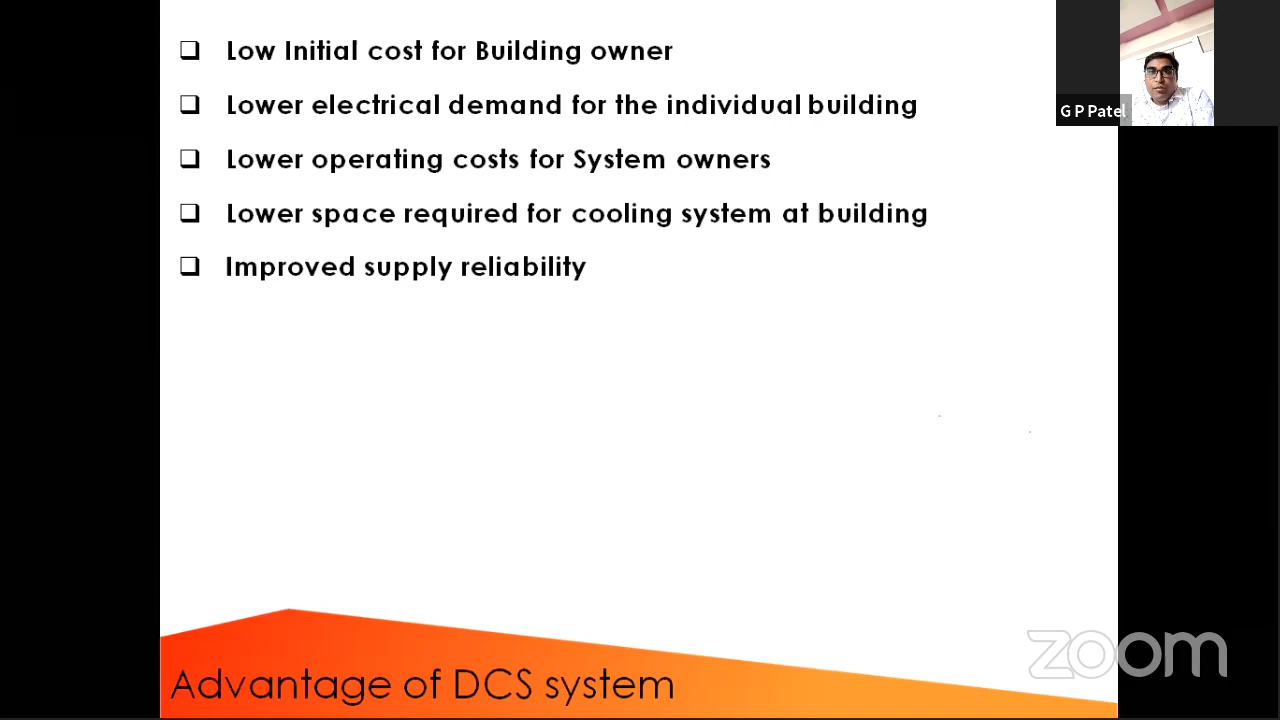 Low Initial cost for Building owner
Lower electrical demand for the individual building
Lower operating costs for System owners
Lower space required for cooling system at building
Improved supply reliability
G P Patel
zoom
Advantage of DCS system